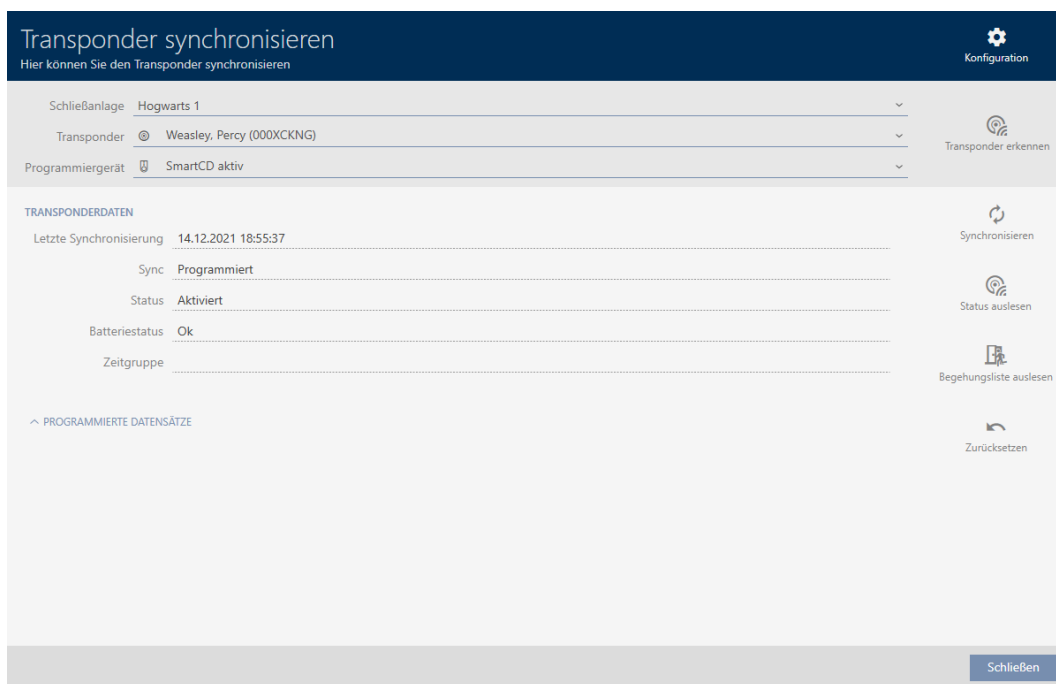 Transponder synchronisieren
Hier können Sie den Transponder synchronisieren
Konfiguration
Schließanlage Hogwarts 1
Transponder Weasley, Percy (000XCKNG)
Programmiergerät SmartCD aktiv
Transponder erkennen
TRANSPONDERDATEN
Letzte Synchronisierung 14.12.2021 18:55:37
Sync Programmiert
Status Aktiviert
Batteriestatus Ok
Zeitgruppe
PROGRAMMIERTE DATENSÄTZE
Synchronisieren
Status auslesen
Begehungsliste auslesen
Zurücksetzen
Schließen